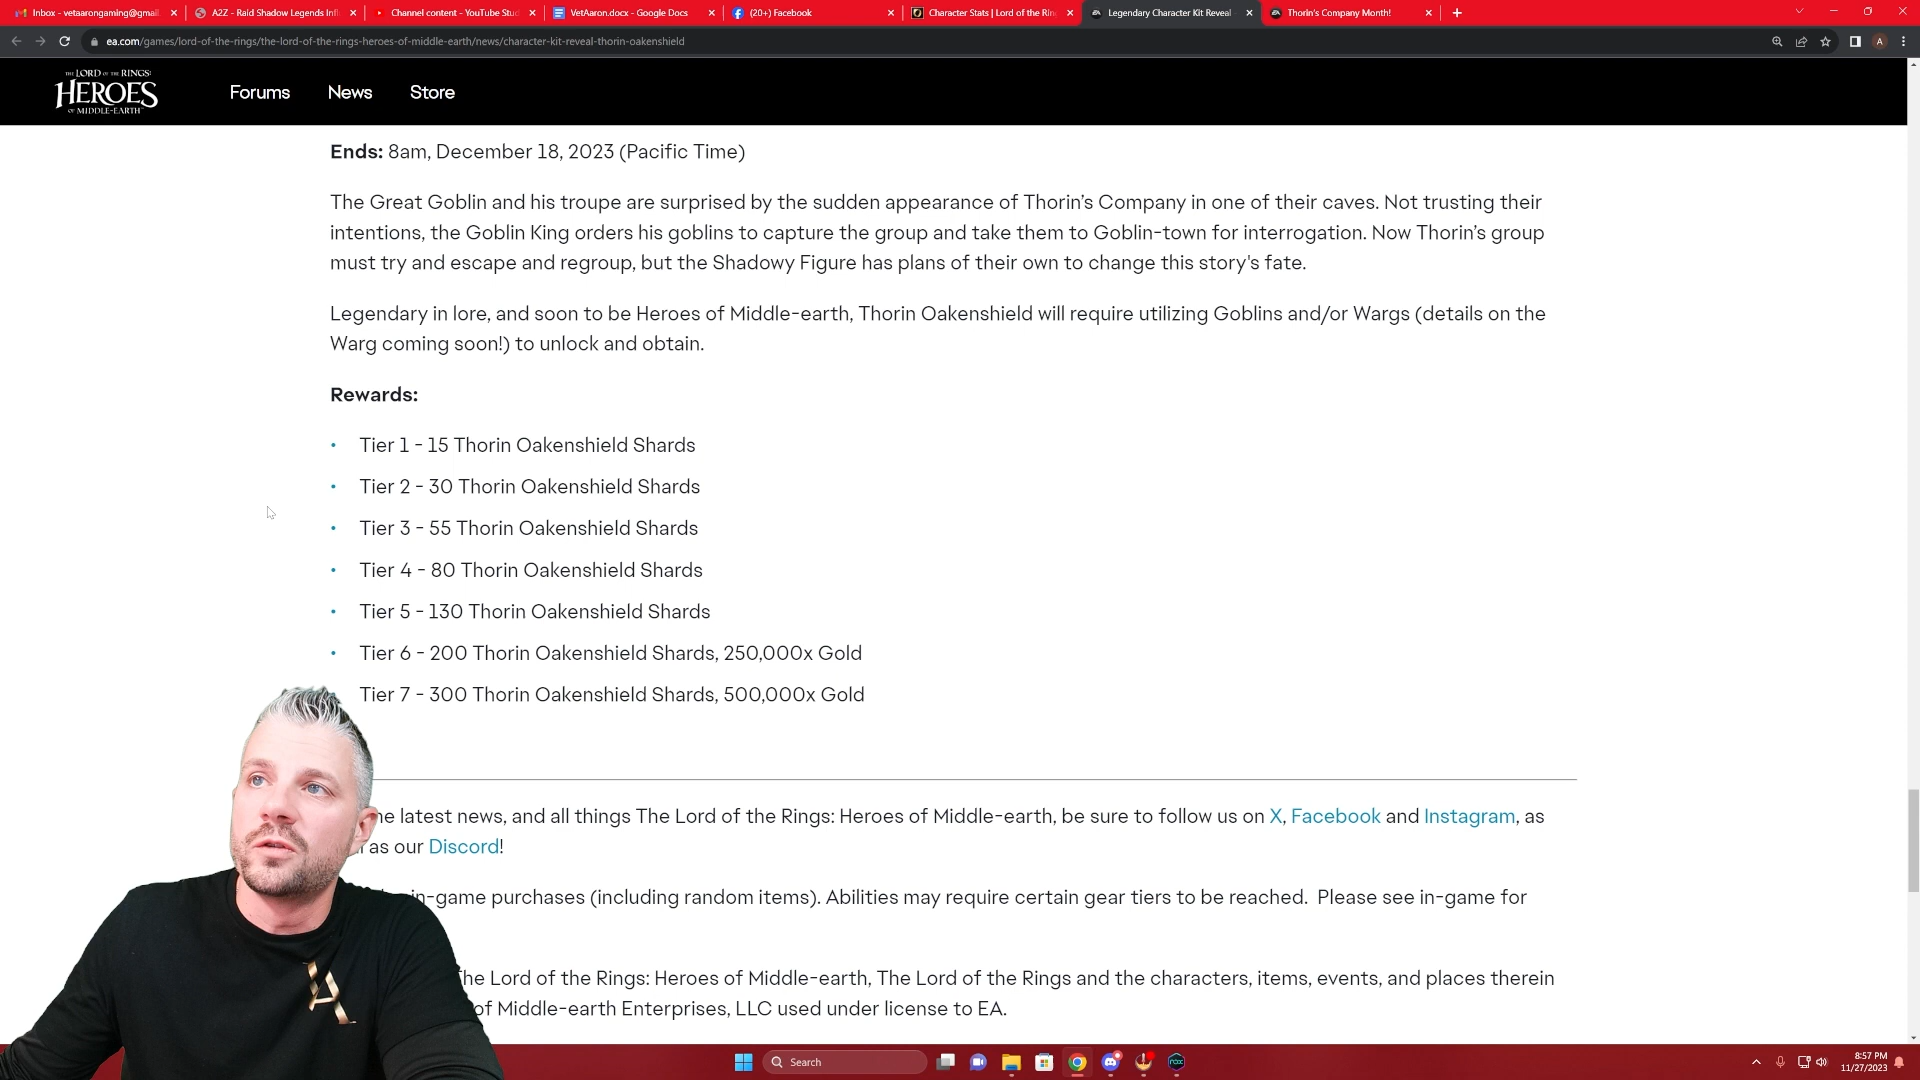 Inbox - vetaarongaming@gmail
A2Z - Raid Shadow Legends Infl
Channel content - YouTube Stud
VetAaron.docx - Google Docs
(20+) Facebook
Character Stats | Lord of the Rin
Legendary Character Kit Reveal
Thorin's Company Month!
ea.com/games/lord-of-the-rings/the-lord-of-the-rings-heroes-of-middle-earth/news/character-kit-reveal-thorin-oakenshield
A
THE LORD OF THE RINGS:
HEROES
OF MIDDLE-EARTH
Forums
News
Store
Ends: 8am, December 18, 2023 (Pacific Time)
The Great Goblin and his troupe are surprised by the sudden appearance of Thorin’s Company in one of their caves. Not trusting their
intentions, the Goblin King orders his goblins to capture the group and take them to Goblin-town for interrogation. Now Thorin’s group
must try and escape and regroup, but the Shadowy Figure has plans of their own to change this story's fate.
Legendary in lore, and soon to be Heroes of Middle-earth, Thorin Oakenshield will require utilizing Goblins and/or Wargs (details on the
Warg coming soon!) to unlock and obtain.
Rewards:
• Tier 1 - 15 Thorin Oakenshield Shards
• Tier 2 - 30 Thorin Oakenshield Shards
• Tier 3 - 55 Thorin Oakenshield Shards
• Tier 4 - 80 Thorin Oakenshield Shards
• Tier 5 - 130 Thorin Oakenshield Shards
• Tier 6 - 200 Thorin Oakenshield Shards, 250,000x Gold
Tier 7 - 300 Thorin Oakenshield Shards, 500,000x Gold
he latest news, and all things The Lord of the Rings: Heroes of Middle-earth, be sure to follow us on X, Facebook and Instagram, as
as our Discord!
in-game purchases (including random items). Abilities may require certain gear tiers to be reached. Please see in-game for
The Lord of the Rings: Heroes of Middle-earth, The Lord of the Rings and the characters, items, events, and places therein
of Middle-earth Enterprises, LLC used under license to EA.
Search
8:57 PM
11/27/2023